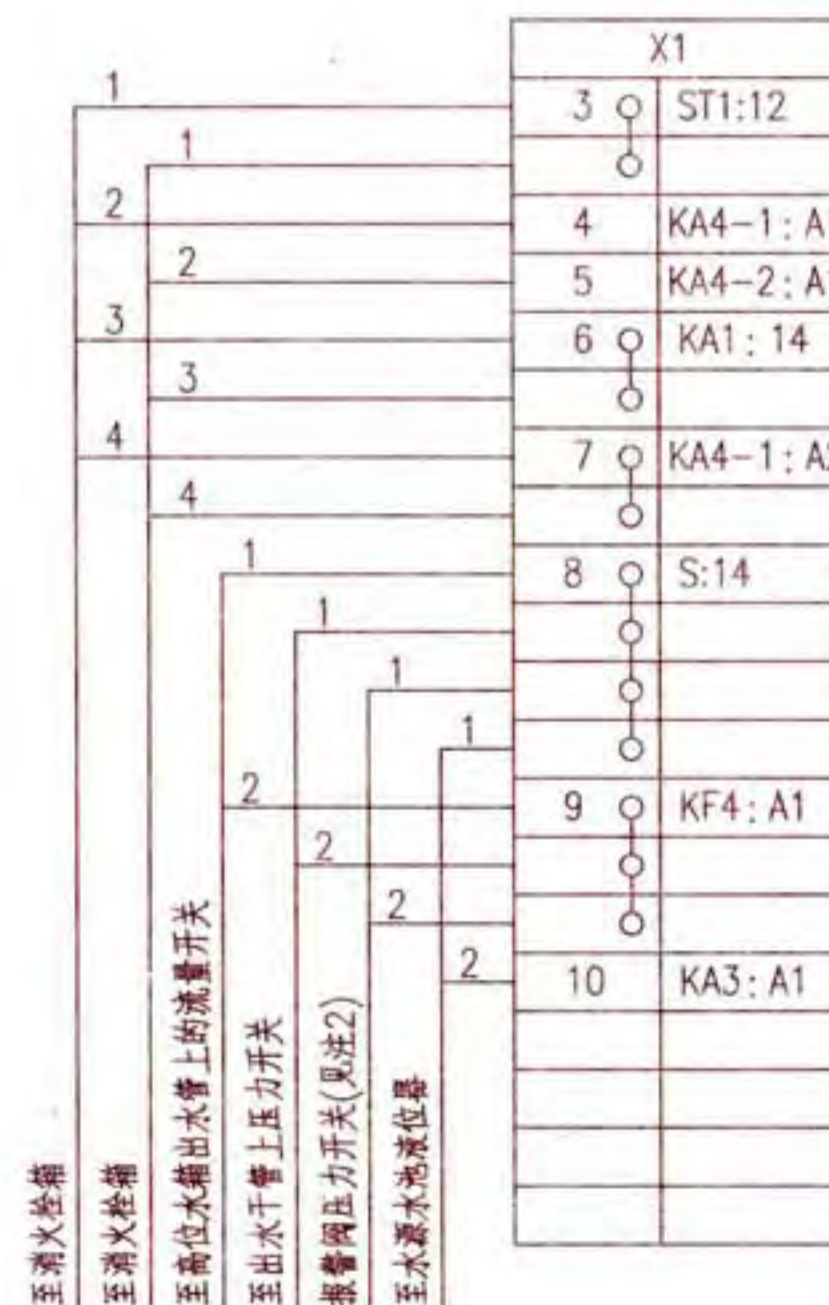 X1
1
3 ST1:12
1
2
4 KA4-1:A
2
5 KA4-2:A
3
6 KA1:14
3
4
7 KA4-1:A2
4
1
8 S:14
1
1
1
2
9 KF4:A1
2
2
2
10 KA3:A1
至消火栓箱
至消火栓箱
至高位水箱出水管上的流量开关
至出水干管上压力开关
报警阀压力开关(见注2)
至水源水池液位器